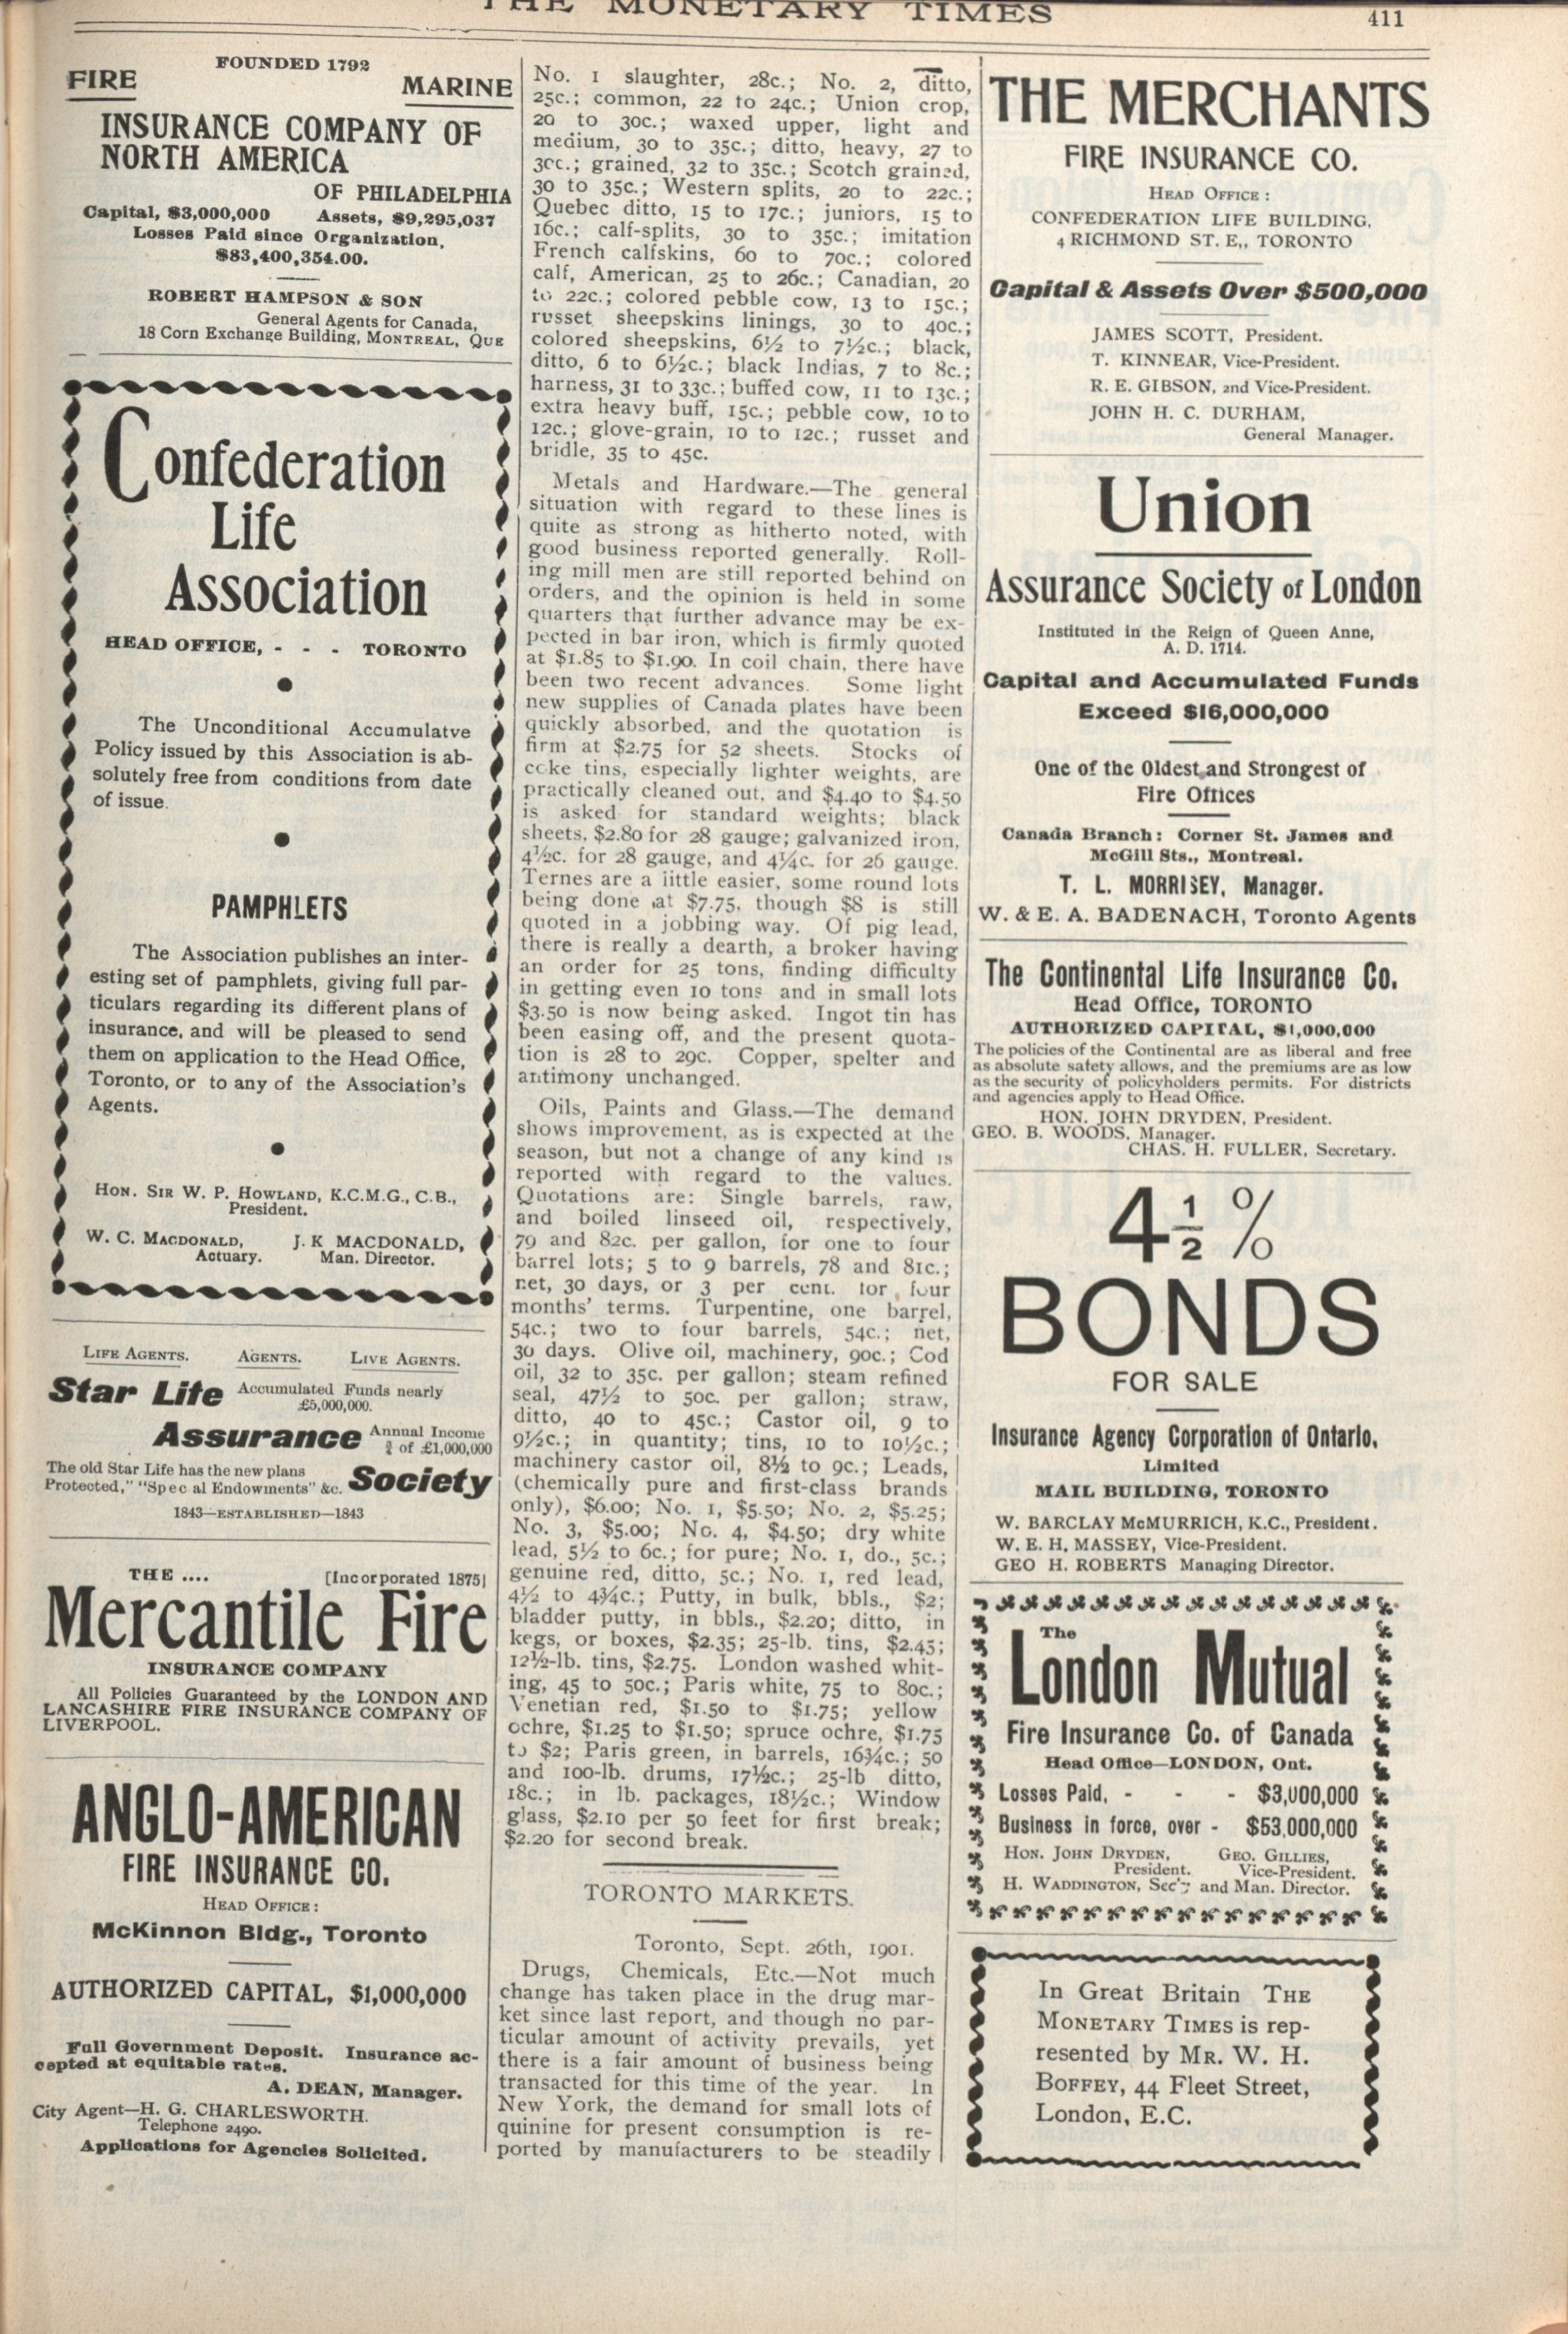 THE MONETARY TIMES
411
FOUNDED 1792
FIRE
MARINE
INSURANCE COMPANY OF
NORTH AMERICA
OF PHILADELPHIA
Capital, $3,000,000 Assets, $9,295,037
Losses Paid since Organization,
$83,400,354.00.
ROBERT HAMPSON & SON
General Agents for Canada,
18 Corn Exchange Building, MONTREAL, QUE
Confederation
Life
Association
HEAD OFFICE, - - - TORONTO
The Unconditional Accumulatve
Policy issued by this Association is ab-
solutely free from conditions from date
of issue.
PAMPHLETS
The Association publishes an inter-
esting set of pamphlets, giving full par-
ticulars regarding its different plans of
insurance, and will be pleased to send
them on application to the Head Office,
Toronto, or to any of the Association's
Agents.
HON. SIR W. P. HOWLAND, K.C.M.G., C.B.,
President.
W. C. MACDONALD, J. K MACDONALD,
Actuary. Man. Director.
LIFE AGENTS. AGENTS. LIVE AGENTS.
Star Life Accumulated Funds nearly
£5,000,000.
Assurance Annual Income
¾ of £1,000,000
The old Star Life has the new plans
Protected," "Spec al Endowments" &c. Society
1843—ESTABLISHED—1843
THE .... [Incorporated 1875]
Mercantile Fire
INSURANCE COMPANY
All Policies Guaranteed by the LONDON AND
LANCASHIRE FIRE INSURANCE COMPANY OF
LIVERPOOL.
ANGLO-AMERICAN
FIRE INSURANCE CO.
HEAD OFFICE:
McKinnon Bldg., Toronto
AUTHORIZED CAPITAL, $1,000,000
Full Government Deposit. Insurance ac-
cepted at equitable rates.
A. DEAN, Manager.
City Agent—H. G. CHARLESWORTH.
Telephone 2490.
Applications for Agencies Solicited.
No. 1 slaughter, 28c.; No. 2, ditto,
25c.; common, 22 to 24c.; Union crop,
20 to 30c.; waxed upper, light and
medium, 30 to 35c.; ditto, heavy, 27 to
30c.; grained, 32 to 35c.; Scotch grained,
30 to 35c.; Western splits, 20 to 22c.;
Quebec ditto, 15 to 17c.; juniors, 15 to
16c.; calf-splits, 30 to 35c.; imitation
French calfskins, 60 to 70c.; colored
calf, American, 25 to 26c.; Canadian, 20
to 22c.; colored pebble cow, 13 to 15c.;
russet sheepskins linings, 30 to 40c.;
colored sheepskins, 6½ to 7½c.; black,
ditto, 6 to 6½c.; black Indias, 7 to 8c.;
harness, 31 to 33c.; buffed cow, 11 to 13c.;
extra heavy buff, 15c.; pebble cow, 10 to
12c.; glove-grain, 10 to 12c.; russet and
bridle, 35 to 45c.
Metals and Hardware.—The general
situation with regard to these lines is
quite as strong as hitherto noted, with
good business reported generally. Roll-
ing mill men are still reported behind on
orders, and the opinion is held in some
quarters that further advance may be ex-
pected in bar iron, which is firmly quoted
at $1.85 to $1.90. In coil chain, there have
been two recent advances. Some light
new supplies of Canada plates have been
quickly absorbed, and the quotation is
firm at $2.75 for 52 sheets. Stocks of
coke tins, especially lighter weights, are
practically cleaned out, and $4.40 to $4.50
is asked for standard weights; black
sheets, $2.80 for 28 gauge; galvanized iron,
4½c. for 28 gauge, and 4¼c. for 26 gauge.
Ternes are a little easier, some round lots
being done at $7.75, though $8 is still
quoted in a jobbing way. Of pig lead,
there is really a dearth, a broker having
an order for 25 tons, finding difficulty
in getting even 10 tons and in small lots
$3.50 is now being asked. Ingot tin has
been easing off, and the present quota-
tion is 28 to 29c. Copper, spelter and
antimony unchanged.
Oils, Paints and Glass.—The demand
shows improvement, as is expected at the
season, but not a change of any kind is
reported with regard to the values.
Quotations are: Single barrels, raw,
and boiled linseed oil, respectively,
79 and 82c. per gallon, for one to four
barrel lots; 5 to 9 barrels, 78 and 81c.;
net, 30 days, or 3 per cent. for four
months' terms. Turpentine, one barrel,
54c.; two to four barrels, 54c.; net,
30 days. Olive oil, machinery, 90c.; Cod
oil, 32 to 35c. per gallon; steam refined
seal, 47½ to 50c. per gallon; straw,
ditto, 40 to 45c.; Castor oil, 9 to
9½c.; in quantity; tins, 10 to 10½c.;
machinery castor oil, 8½ to 9c.; Leads,
(chemically pure and first-class brands
only), $6.00; No. 1, $5.50; No. 2, $5.25;
No. 3, $5.00; No. 4, $4.50; dry white
lead, 5½ to 6c.; for pure; No. 1, do., 5c.;
genuine red, ditto, 5c.; No. 1, red lead,
4½ to 4¾c.; Putty, in bulk, bbls., $2;
bladder putty, in bbls., $2.20; ditto, in
kegs, or boxes, $2.35; 25-lb. tins, $2.45;
12½-lb. tins, $2.75. London washed whit-
ing, 45 to 50c.; Paris white, 75 to 80c.;
Venetian red, $1.50 to $1.75; yellow
ochre, $1.25 to $1.50; spruce ochre, $1.75
to $2; Paris green, in barrels, 16¾c.; 50
and 100-lb. drums, 17½c.; 25-lb ditto,
18c.; in lb. packages, 18½c.; Window
glass, $2.10 per 50 feet for first break;
$2.20 for second break.
TORONTO MARKETS.
Toronto, Sept. 26th, 1901.
Drugs, Chemicals, Etc.—Not much
change has taken place in the drug mar-
ket since last report, and though no par-
ticular amount of activity prevails, yet
there is a fair amount of business being
transacted for this time of the year. In
New York, the demand for small lots of
quinine for present consumption is re-
ported by manufacturers to be steadily
THE MERCHANTS
FIRE INSURANCE CO.
HEAD OFFICE:
CONFEDERATION LIFE BUILDING,
4 RICHMOND ST. E,, TORONTO
Capital & Assets Over $500,000
JAMES SCOTT, President.
T. KINNEAR, Vice-President.
R. E. GIBSON, 2nd Vice-President.
JOHN H. C. DURHAM,
General Manager.
Union
Assurance Society of London
Instituted in the Reign of Queen Anne,
A. D. 1714.
Capital and Accumulated Funds
Exceed $16,000,000
One of the Oldest and Strongest of
Fire Offices
Canada Branch: Corner St. James and
McGill Sts., Montreal.
T. L. MORRISEY, Manager.
W. & E. A. BADENACH, Toronto Agents
The Continental Life Insurance Co.
Head Office, TORONTO
AUTHORIZED CAPITAL, $1,000,000
The policies of the Continental are as liberal and free
as absolute safety allows, and the premiums are as low
as the security of policyholders permits. For districts
and agencies apply to Head Office.
HON. JOHN DRYDEN, President.
GEO. B. WOODS, Manager.
CHAS. H. FULLER, Secretary.
4½%
BONDS
FOR SALE
Insurance Agency Corporation of Ontario,
Limited
MAIL BUILDING, TORONTO
W. BARCLAY McMURRICH, K.C., President.
W. E. H. MASSEY, Vice-President.
GEO H. ROBERTS Managing Director.
The
London Mutual
Fire Insurance Co. of Canada
Head Office—LONDON, Ont.
Losses Paid, - - - $3,000,000
Business in force, over - $53,000,000
HON. JOHN DRYDEN, GEO. GILLIES,
President. Vice-President.
H. WADDINGTON, Sec'y and Man. Director.
In Great Britain THE
MONETARY TIMES is rep-
resented by MR. W. H.
BOFFEY, 44 Fleet Street,
London, E.C.